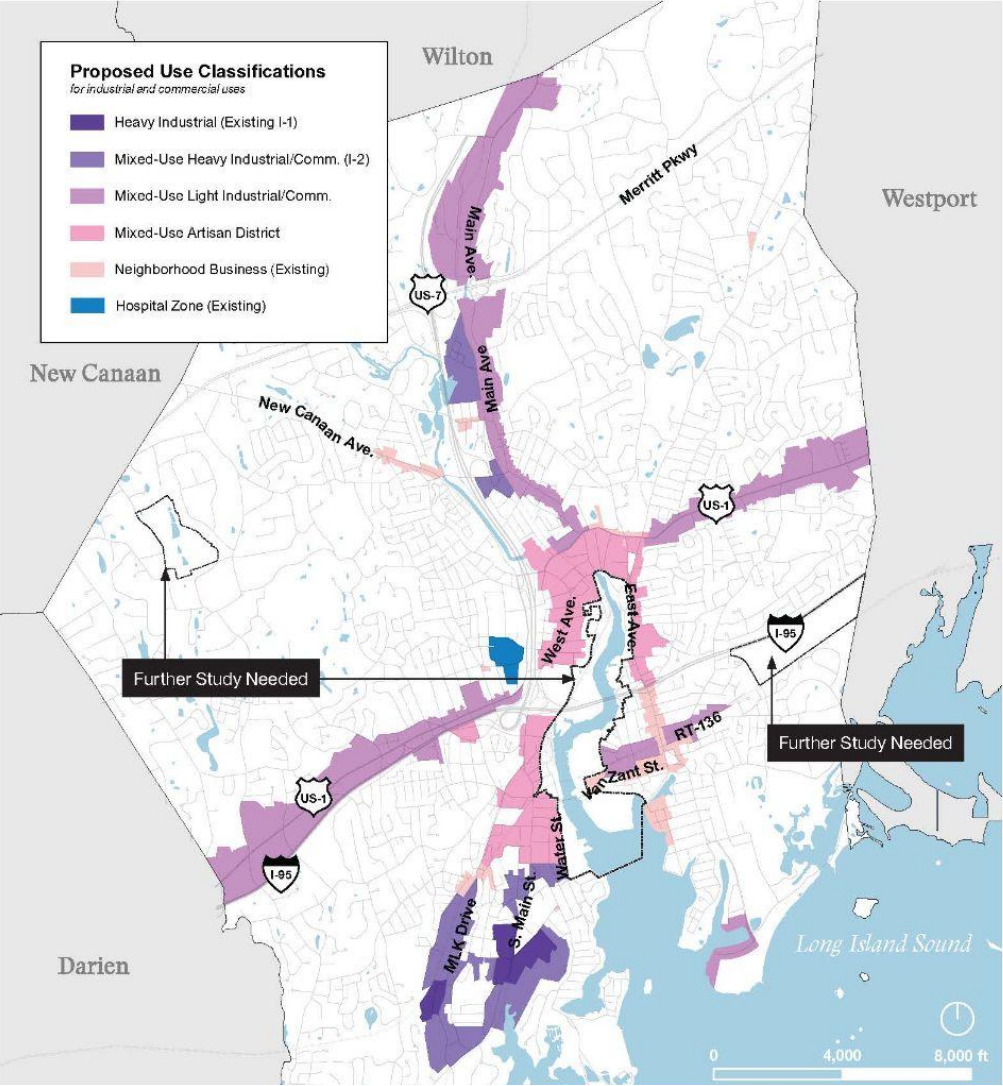 Wilton
Proposed Use Classifications
for industrial and commercial uses
Heavy Industrial (Existing I-1)
Mixed-Use Heavy Industrial/Comm. (I-2)
Mixed-Use Light Industrial/Comm.
Mixed-Use Artisan District
Neighborhood Business (Existing)
Hospital Zone (Existing)
Merritt Pkwy
Westport
Main Ave.
US-7
New Canaan
Main Ave
New Canaan Ave.
US-1
East Ave.
West Ave.
I-95
Further Study Needed
RT-136
Further Study Needed
Van Zant St.
US-1
Water St.
I-95
S. Main St.
MLK Drive
Long Island Sound
Darien
0 4,000 8,000 ft